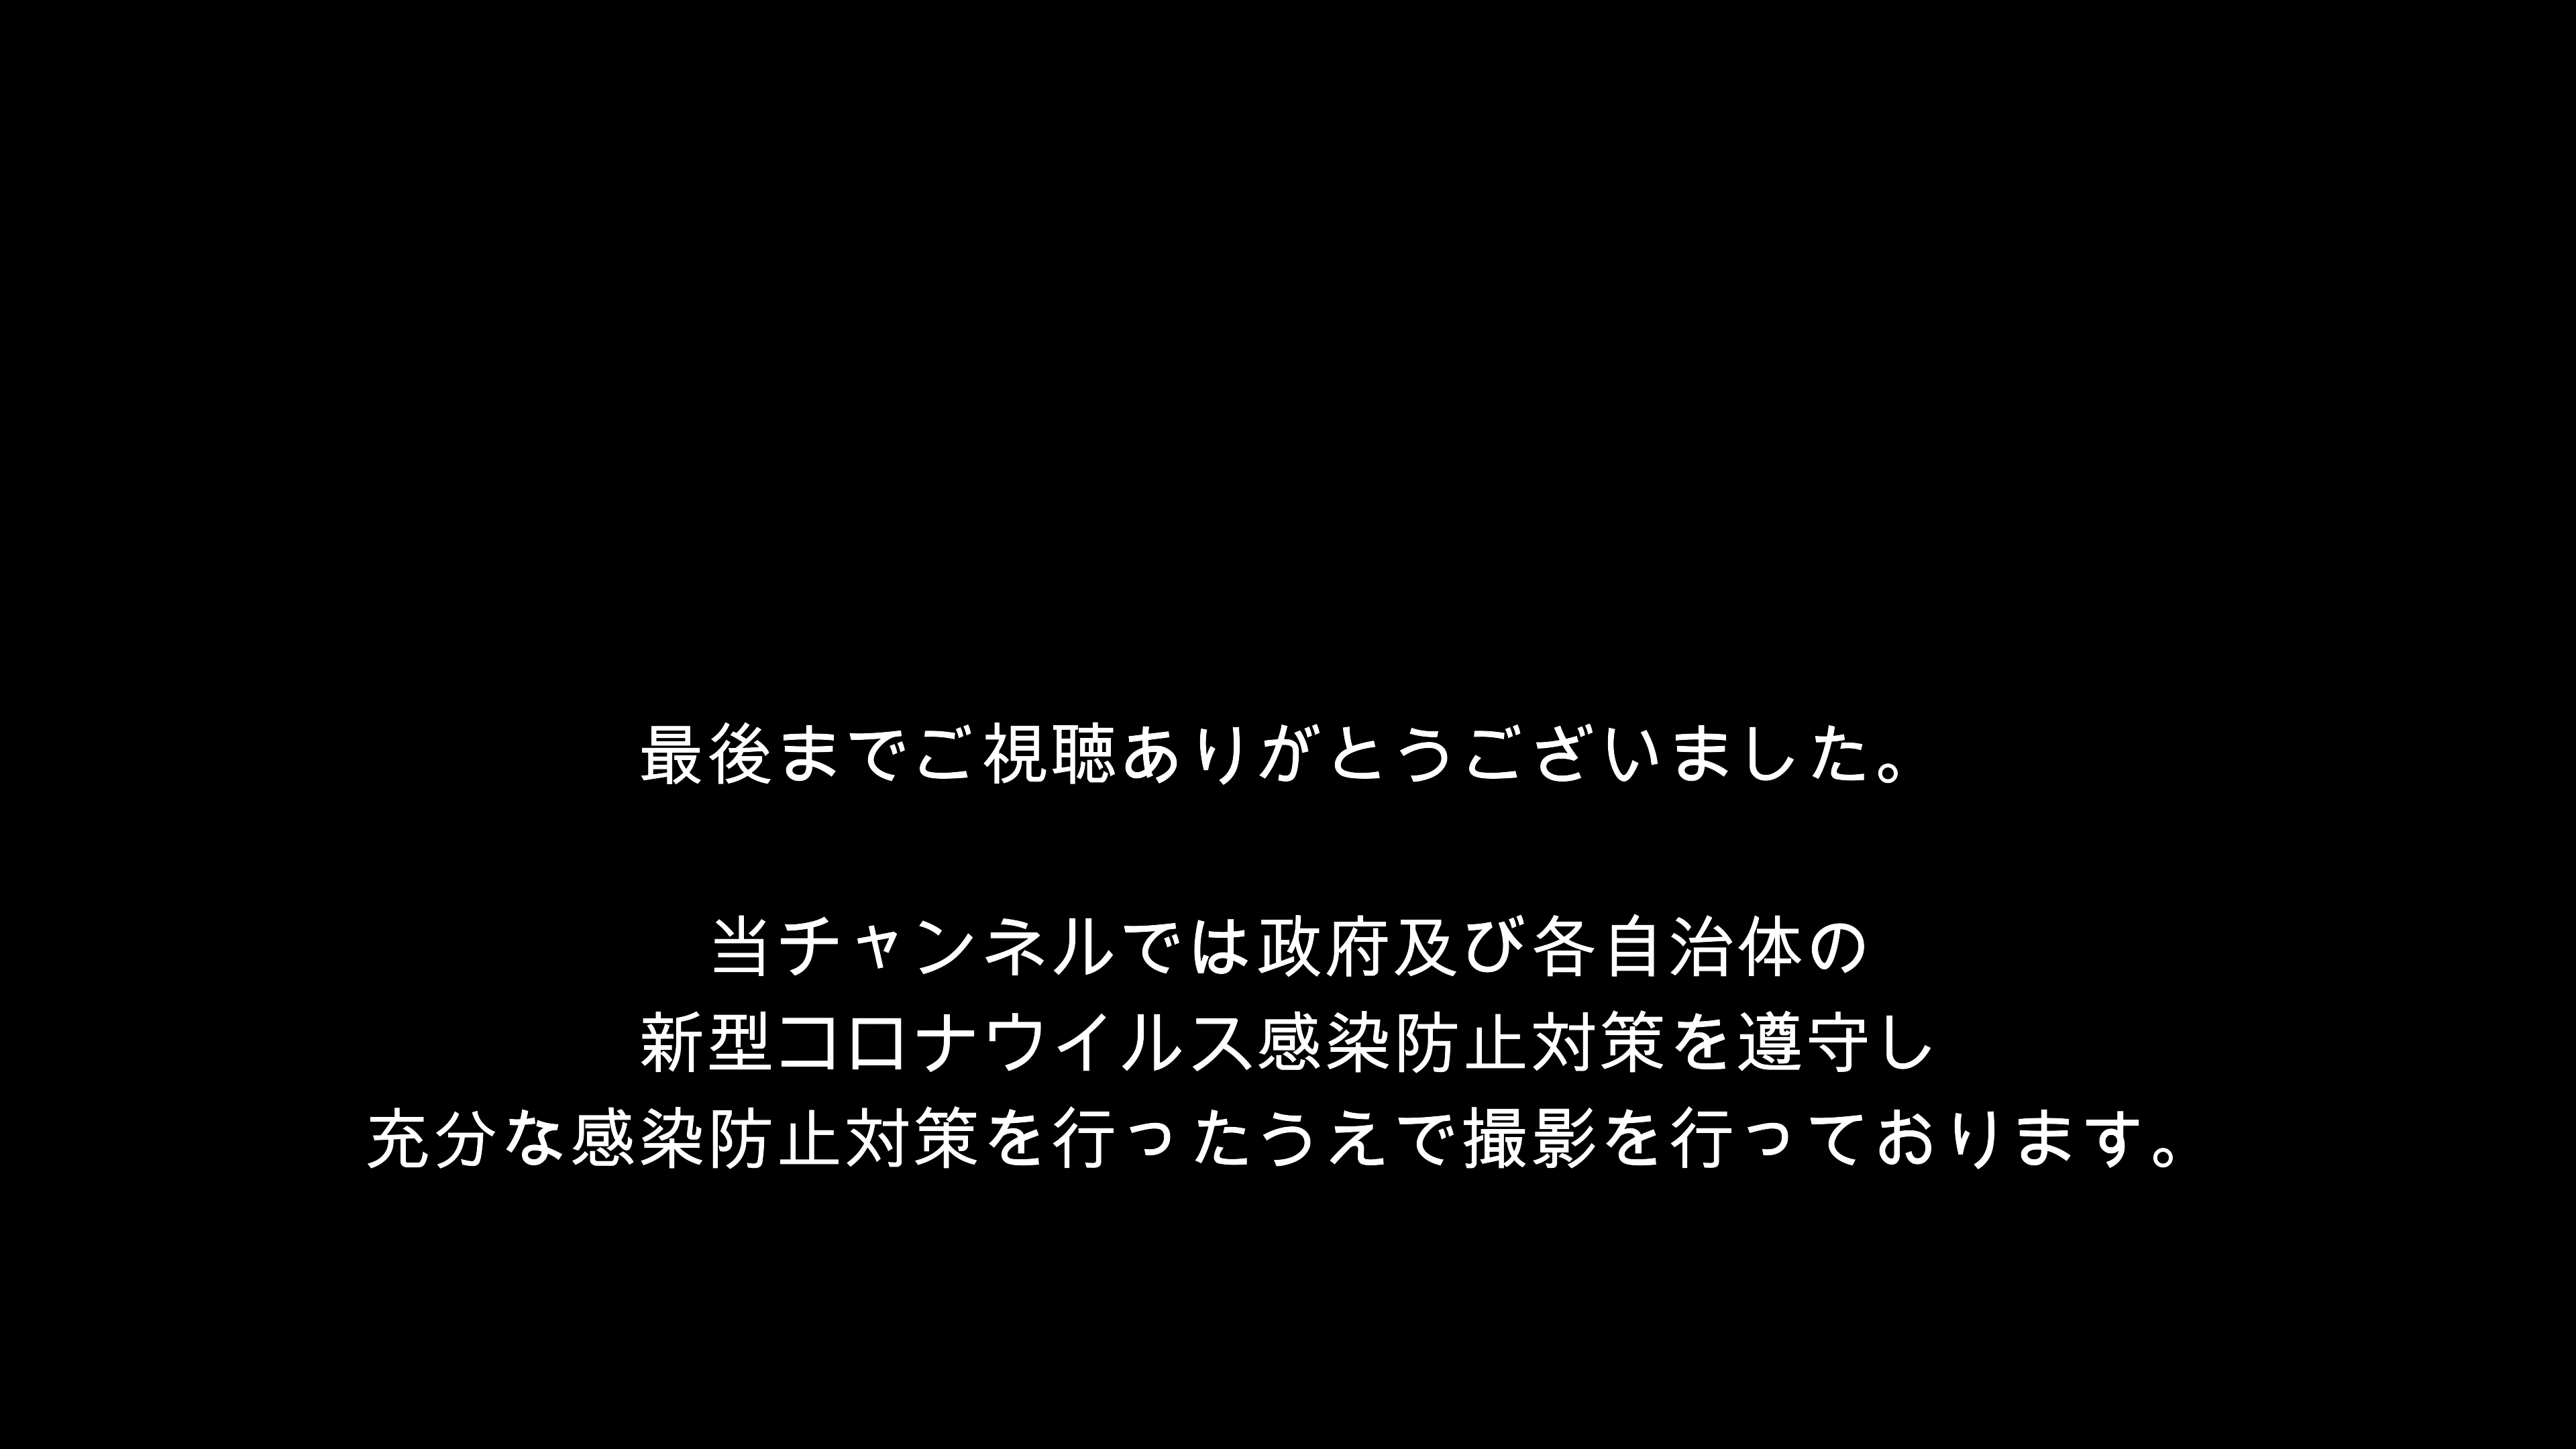 最後までご視聴ありがとうございました。
当チャンネルでは政府及び各自治体の
新型コロナウイルス感染防止対策を遵守し
充分な感染防止対策を行ったうえで撮影を行っております。